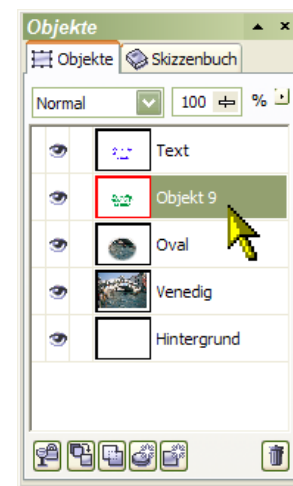 Objekte
Objekte Skizzenbuch
Normal 100 %
Text
Objekt 9
Oval
Venedig
Hintergrund